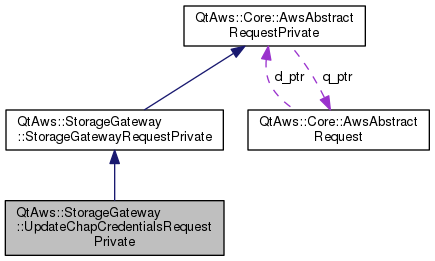 QtAws::Core::AwsAbstract
RequestPrivate
d_ptr
q_ptr
QtAws::StorageGateway
::StorageGatewayRequestPrivate
QtAws::Core::AwsAbstract
Request
QtAws::StorageGateway
::UpdateChapCredentialsRequest
Private